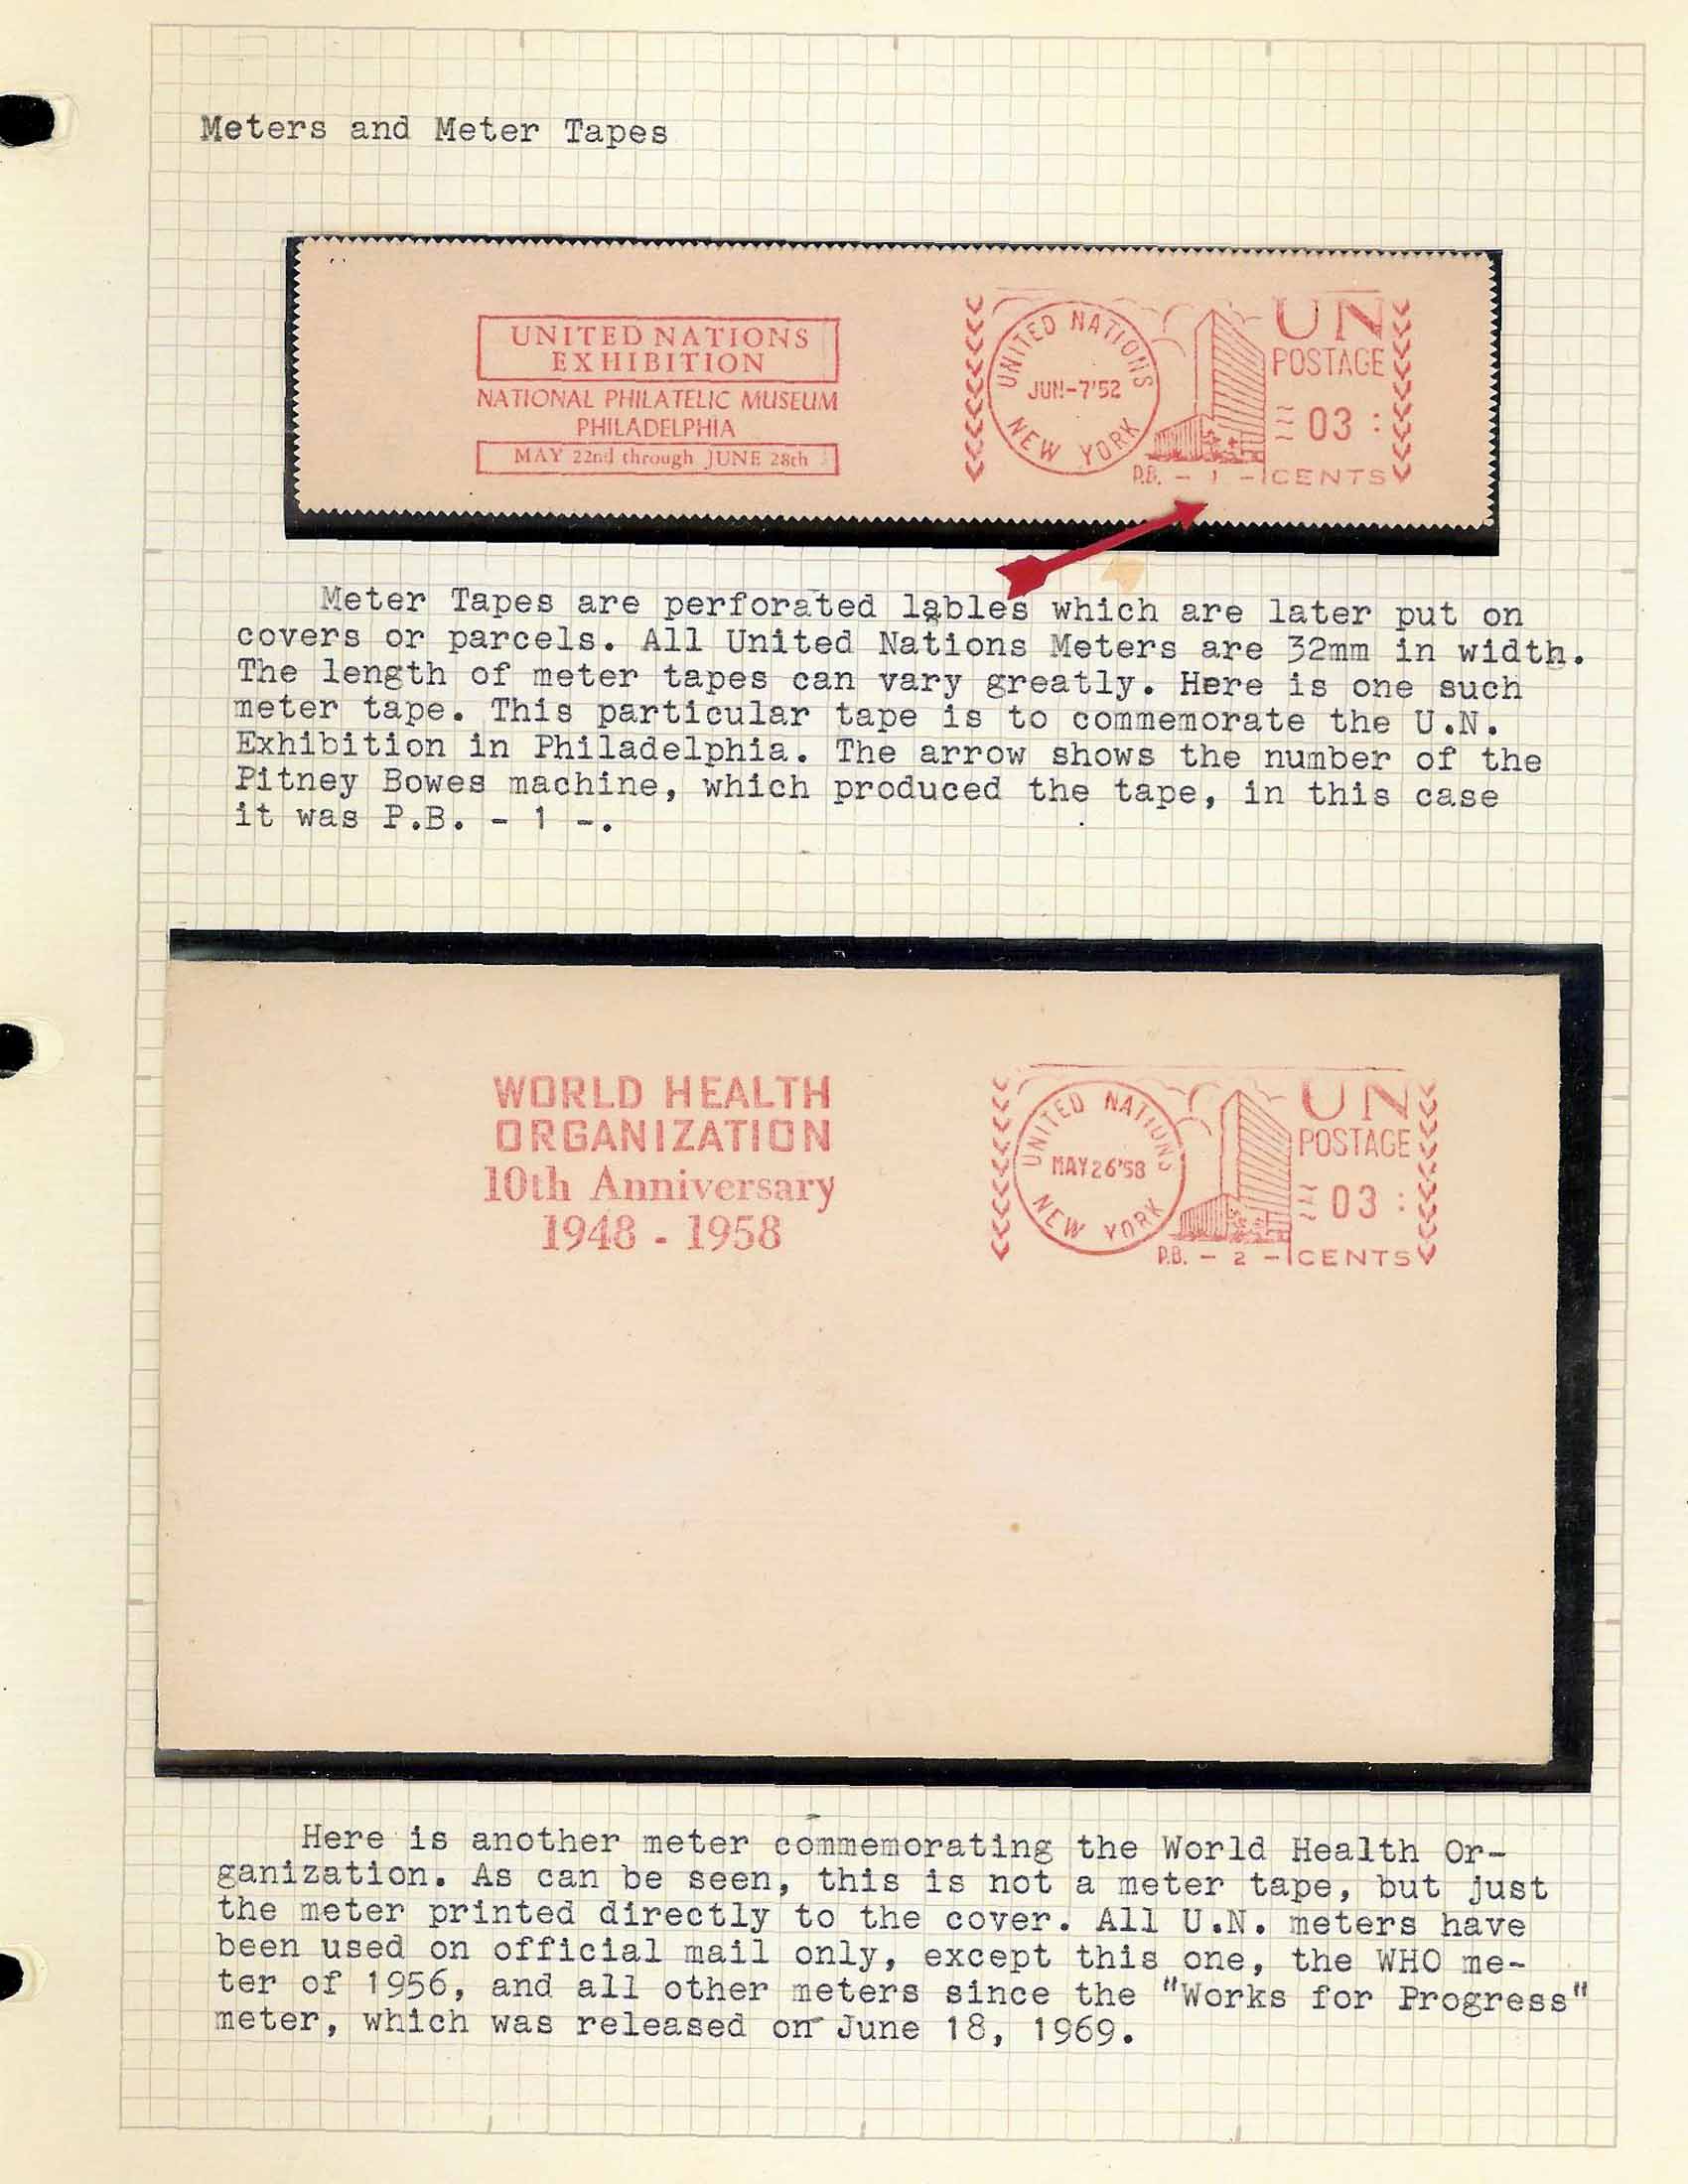 Meters and Meter Tapes
UNITED NATIONS
EXHIBITION
NATIONAL PHILATELIC MUSEUM
PHILADELPHIA
MAY 22nd through JUNE 28th
UNITED NATIONS
JUN-7'52
NEW YORK
UN
POSTAGE
03
P.B. - 1 - CENTS
Meter Tapes are perforated lables which are later put on
covers or parcels. All United Nations Meters are 32mm in width.
The length of meter tapes can vary greatly. Here is one such
meter tape. This particular tape is to commemorate the U.N.
Exhibition in Philadelphia. The arrow shows the number of the
Pitney Bowes machine, which produced the tape, in this case
it was P.B. - 1 -.
WORLD HEALTH
ORGANIZATION
10th Anniversary
1948 - 1958
UNITED NATIONS
MAY26'58
NEW YORK
UN
POSTAGE
03
P.B. - 2 - CENTS
Here is another meter commemorating the World Health Or-
ganization. As can be seen, this is not a meter tape, but just
the meter printed directly to the cover. All U.N. meters have
been used on official mail only, except this one, the WHO me-
ter of 1956, and all other meters since the "Works for Progress"
meter, which was released on June 18, 1969.